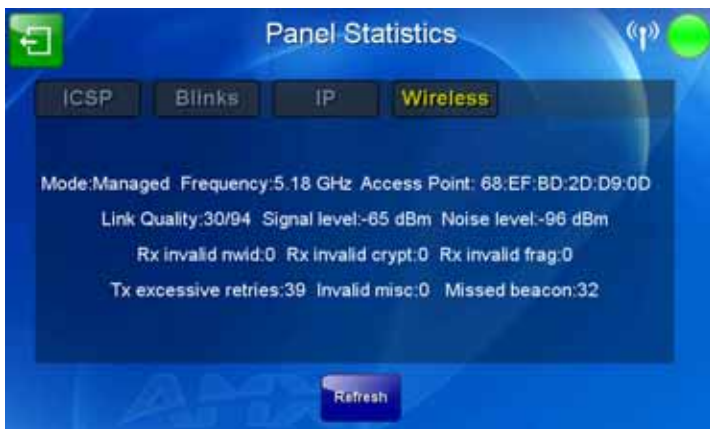 Panel Statistics
ICSP Blinks IP Wireless
Mode:Managed Frequency:5.18 GHz Access Point: 68:EF:BD:2D:D9:0D
Link Quality:30/94 Signal level:-65 dBm Noise level:-96 dBm
Rx invalid nwid:0 Rx invalid crypt:0 Rx invalid frag:0
Tx excessive retries:39 Invalid misc:0 Missed beacon:32
Refresh
AMX